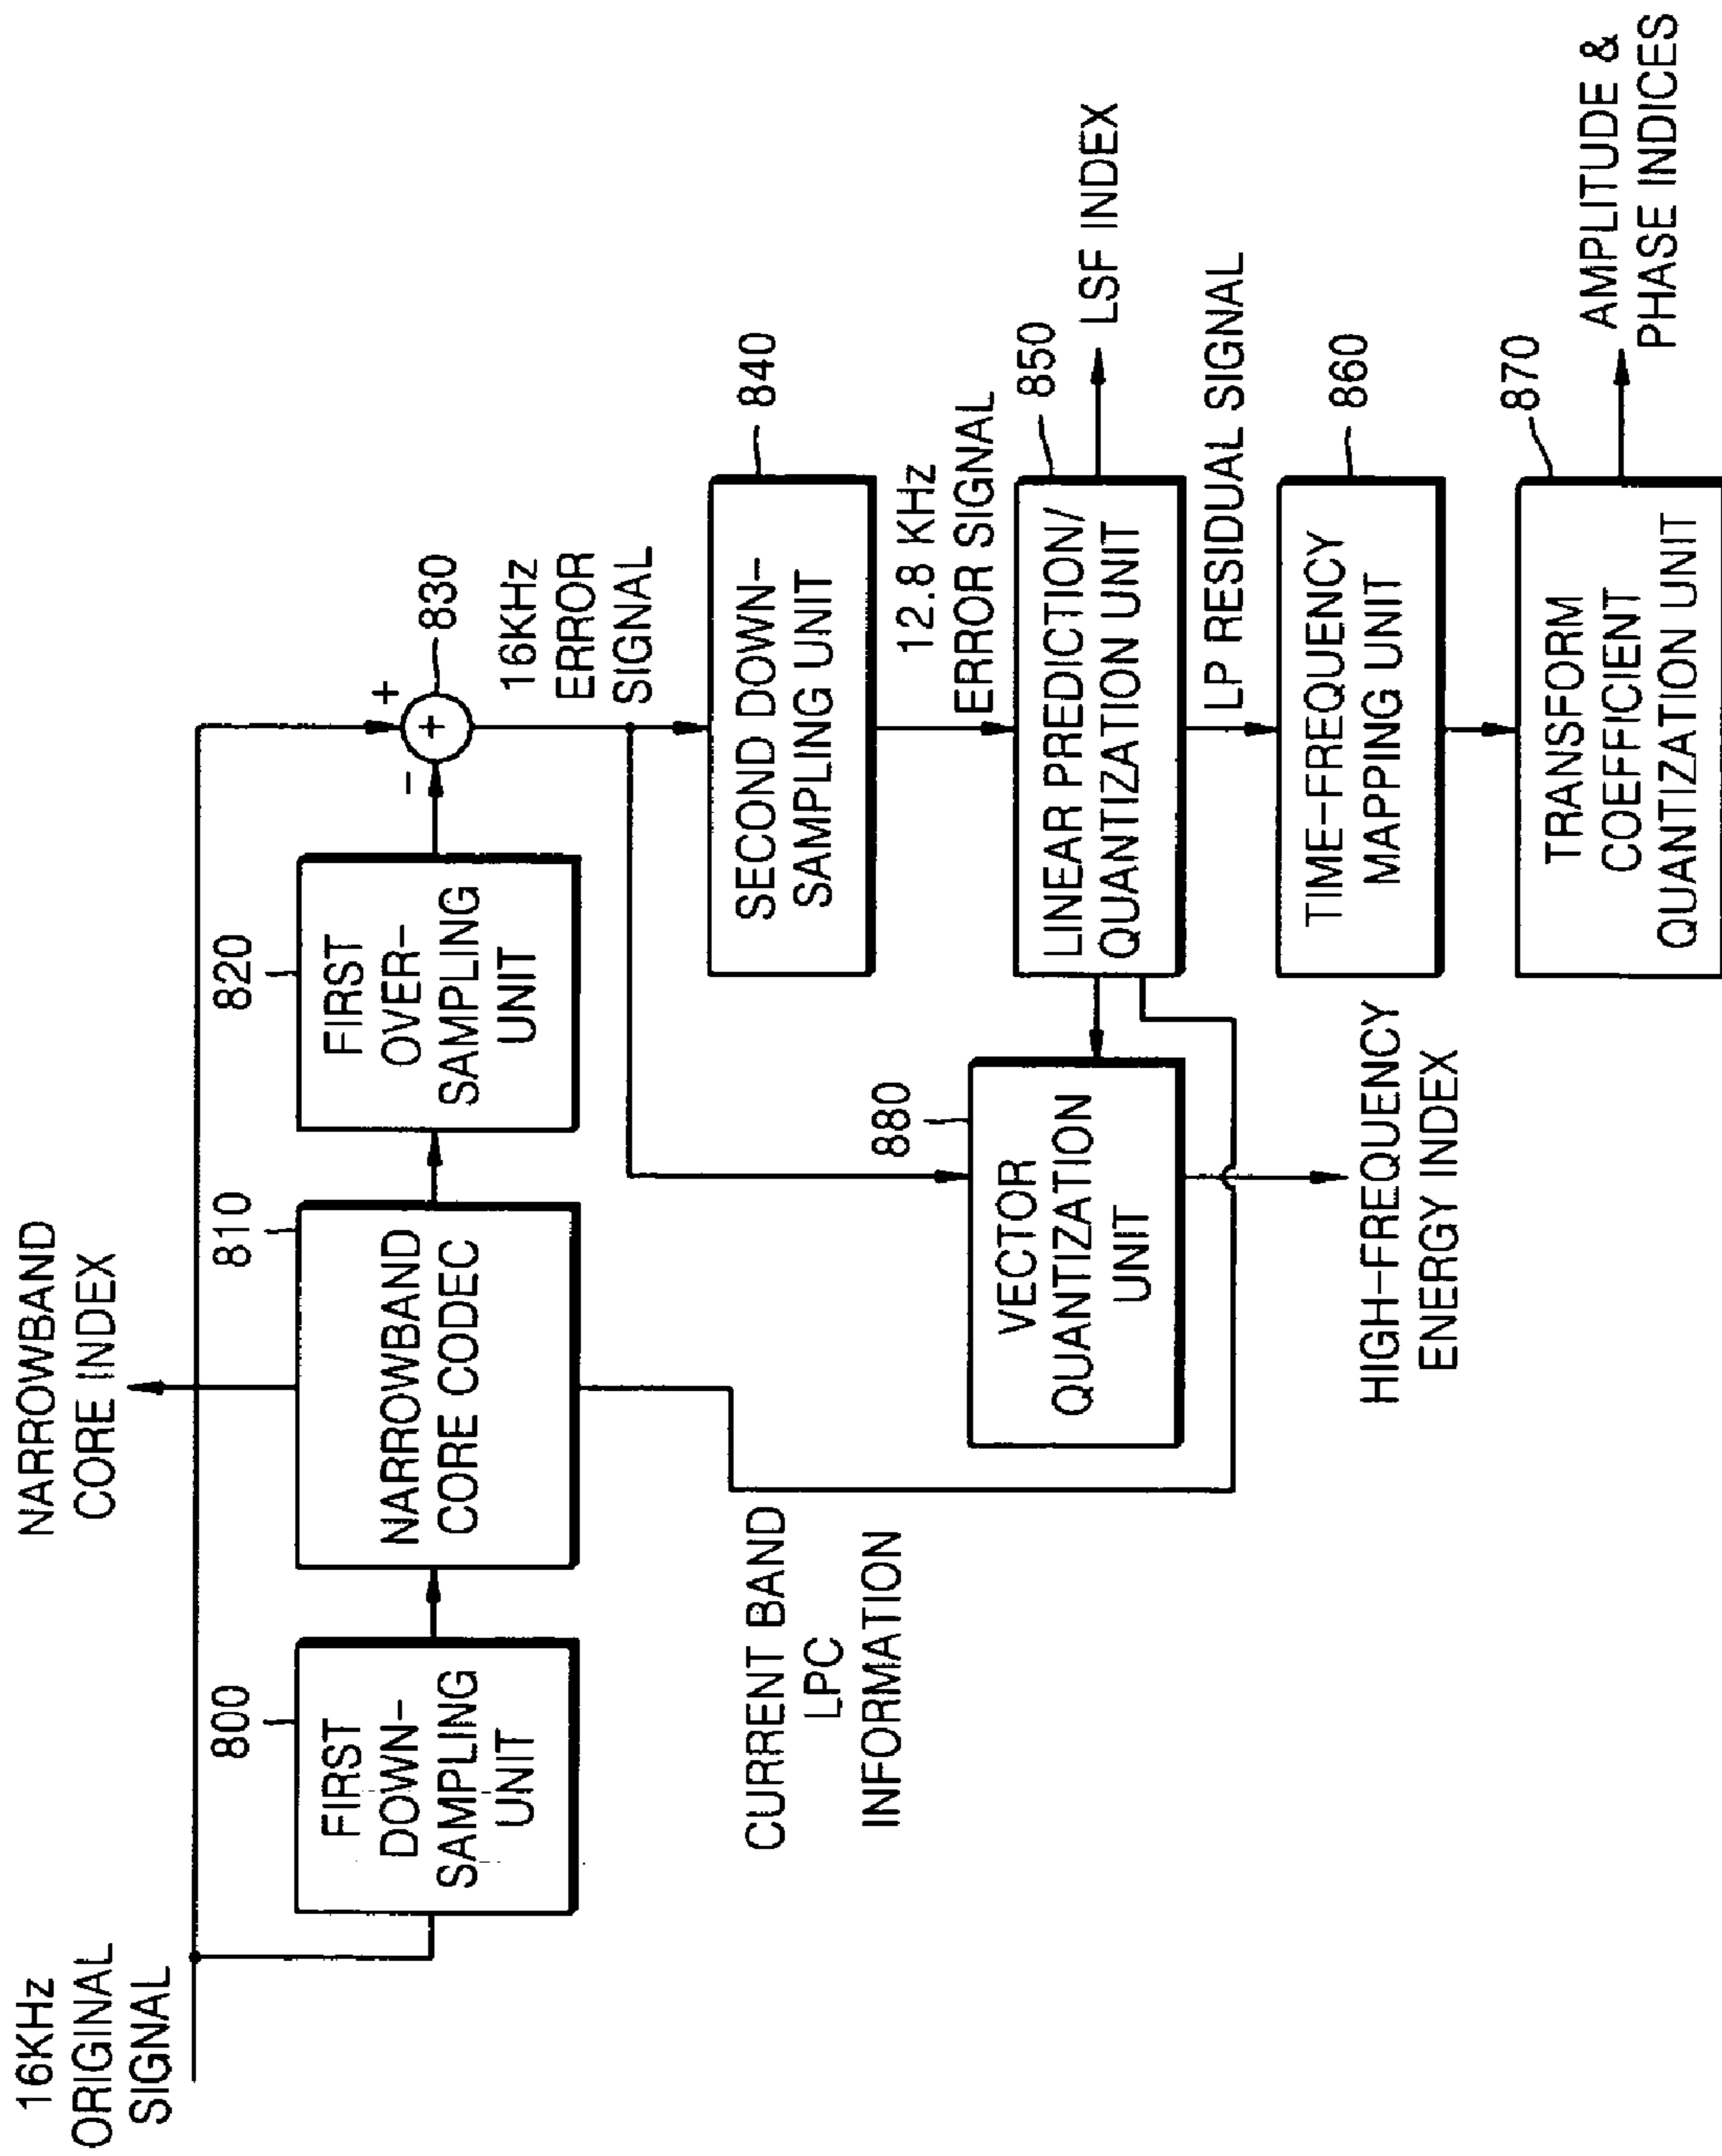 16KHz
ORIGINAL
SIGNAL
NARROWBAND
CORE INDEX
800
FIRST
DOWN-
SAMPLING
UNIT
810
NARROWBAND
CORE CODEC
820
FIRST
OVER-
SAMPLING
UNIT
+
−
+
830
16KHz
ERROR
SIGNAL
840
SECOND DOWN-
SAMPLING UNIT
12.8 KHz
ERROR SIGNAL
CURRENT BAND
LPC
INFORMATION
850
LINEAR PREDICTION/
QUANTIZATION UNIT
LSF INDEX
880
VECTOR
QUANTIZATION
UNIT
HIGH-FREQUENCY
ENERGY INDEX
LP RESIDUAL SIGNAL
860
TIME-FREQUENCY
MAPPING UNIT
870
TRANSFORM
COEFFICIENT
QUANTIZATION UNIT
AMPLITUDE &
PHASE INDICES